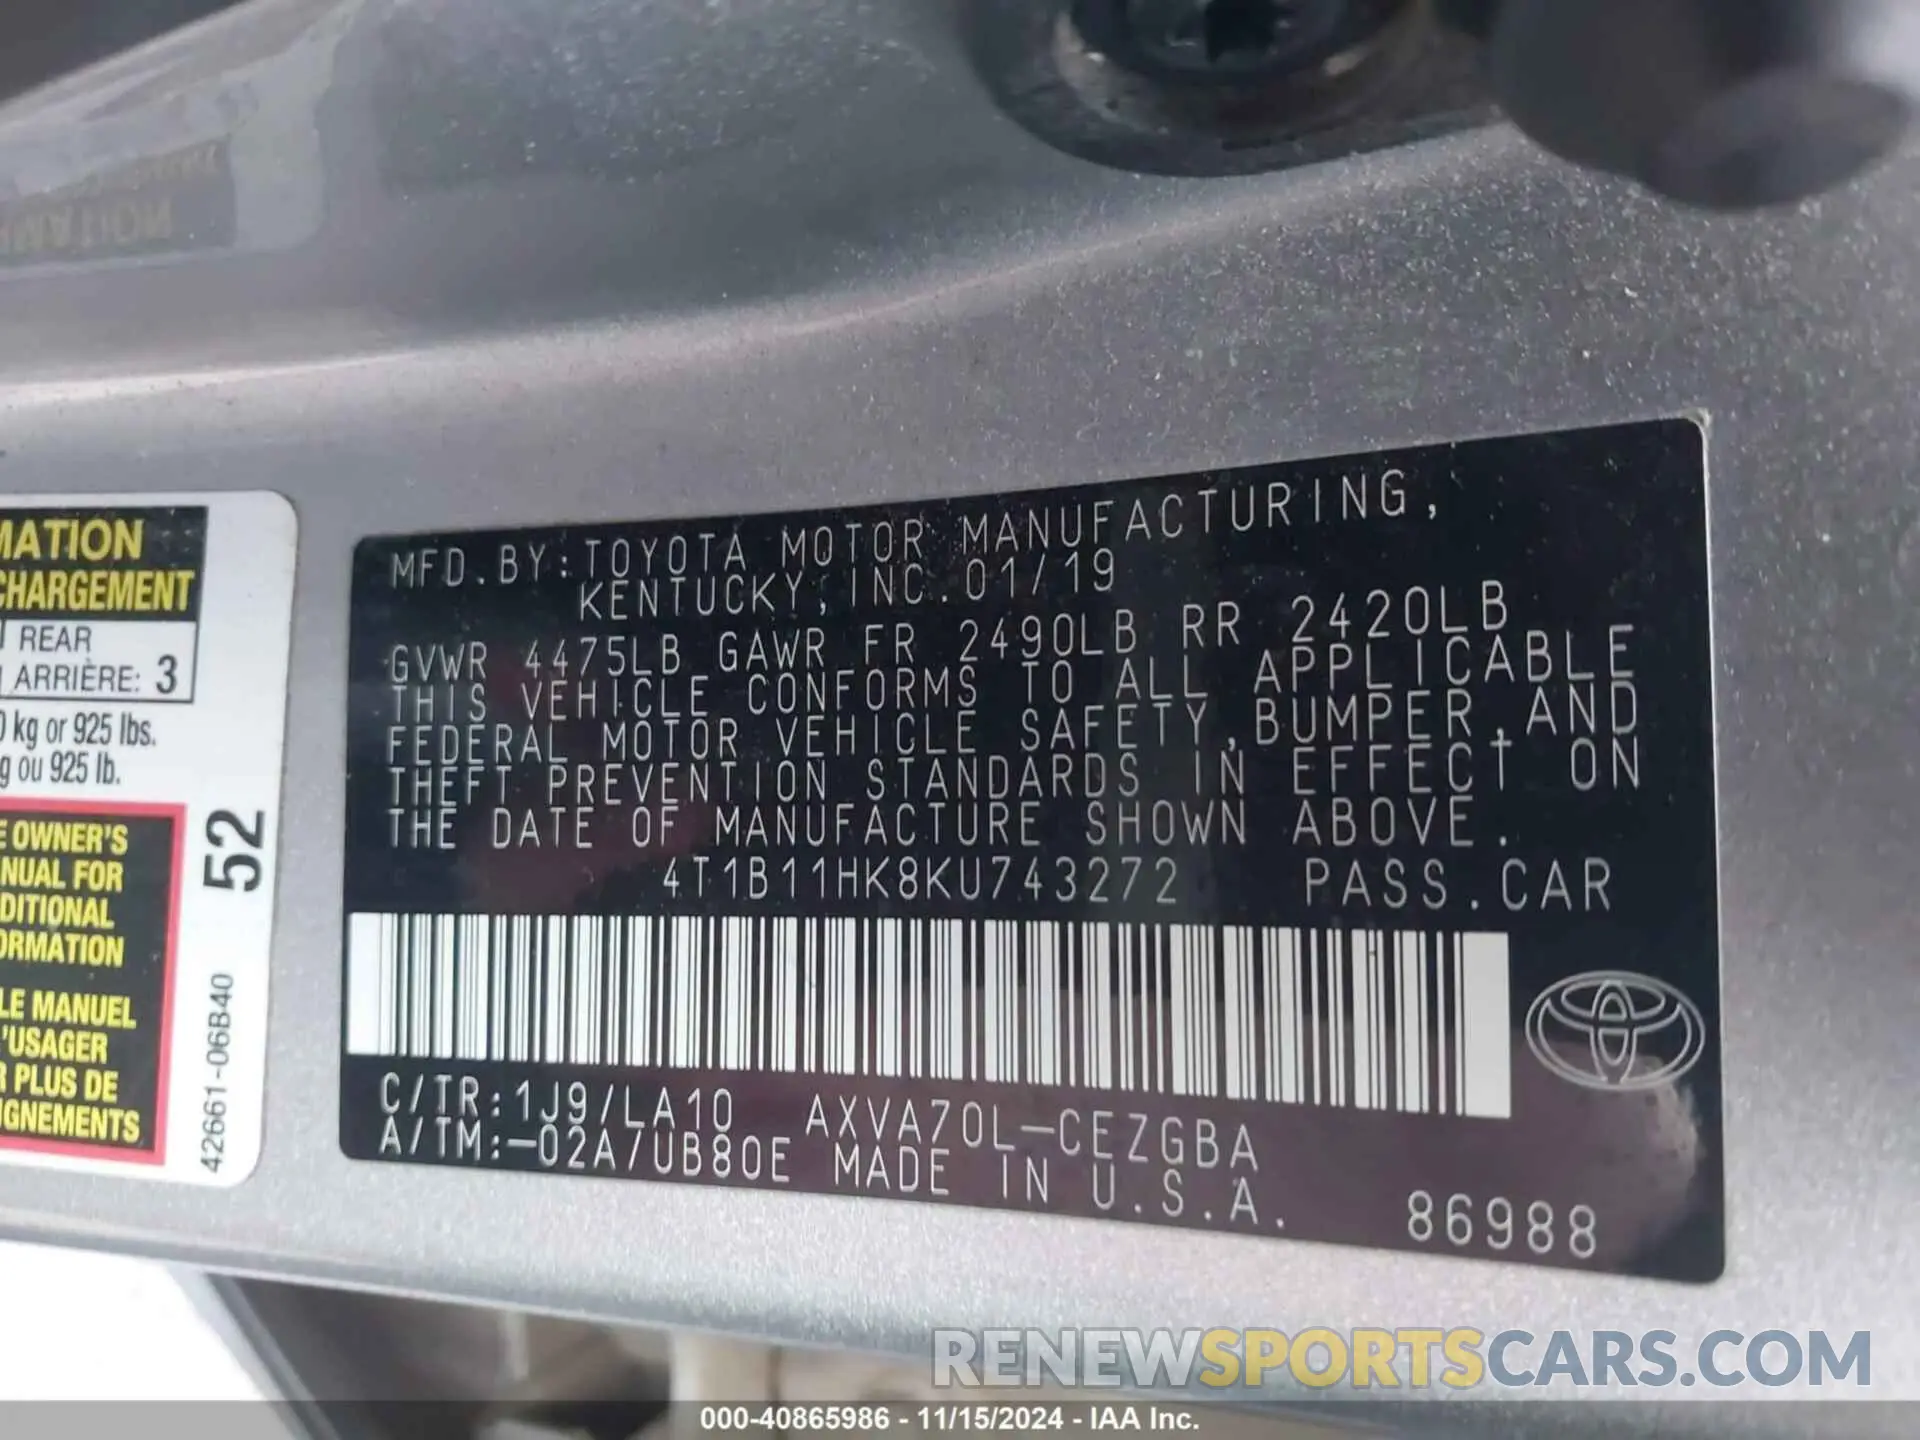 MATION
CHARGEMENT
REAR
ARRIÈRE: 3
0 kg or 925 lbs.
g ou 925 lb.
E OWNER'S
NUAL FOR
DITIONAL
ORMATION
LE MANUEL
'USAGER
R PLUS DE
IGNEMENTS
52
42661-06B40
MFD.BY:TOYOTA MOTOR MANUFACTURING,
KENTUCKY,INC.01/19
GVWR 4475LB GAWR FR 2490LB RR 2420LB
THIS VEHICLE CONFORMS TO ALL APPLICABLE
FEDERAL MOTOR VEHICLE SAFETY,BUMPER,AND
THEFT PREVENTION STANDARDS IN EFFECT ON
THE DATE OF MANUFACTURE SHOWN ABOVE.
4T1B11HK8KU743272 PASS.CAR
C/TR:1J9/LA10 AXVA70L-CEZGBA
A/TM:-02A/UB80E MADE IN U.S.A.
86988
RENEWSPORTSCARS.COM
000-40865986 - 11/15/2024 - IAA Inc.